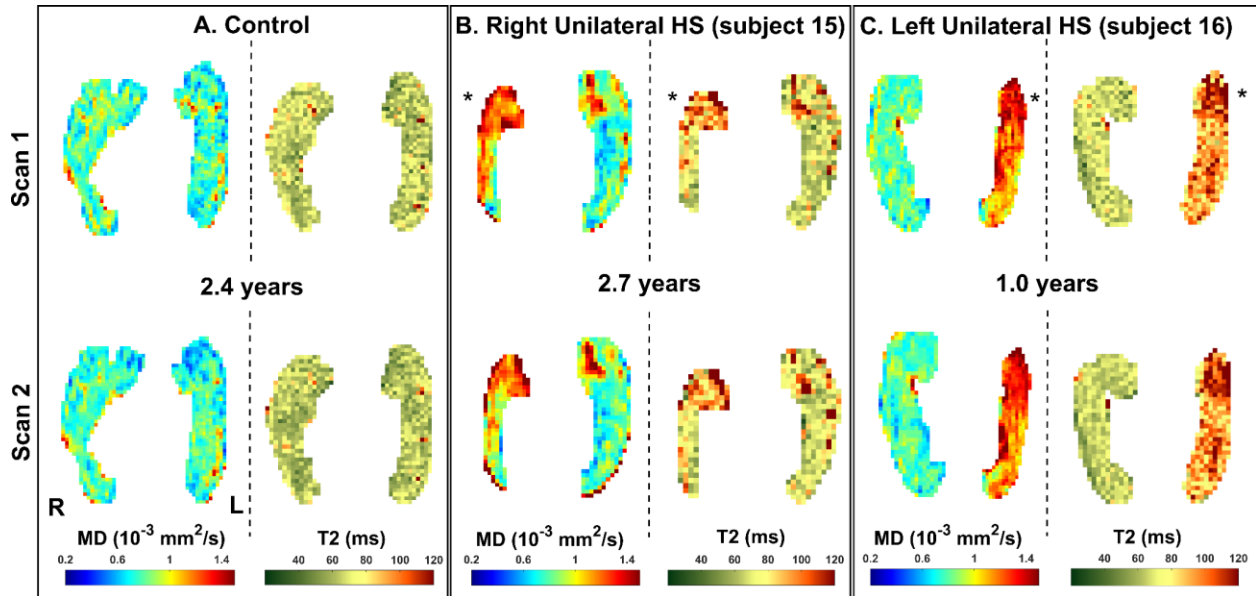 A. Control
B. Right Unilateral HS (subject 15)
C. Left Unilateral HS (subject 16)
Scan 1
* * * *
2.4 years
2.7 years
1.0 years
Scan 2
R L
MD (10⁻³ mm²/s) T2 (ms) MD (10⁻³ mm²/s) T2 (ms) MD (10⁻³ mm²/s) T2 (ms)
0.2 0.6 1 1.4 40 60 80 100 120 0.2 0.6 1 1.4 40 60 80 100 120 0.2 0.6 1 1.4 40 60 80 100 120